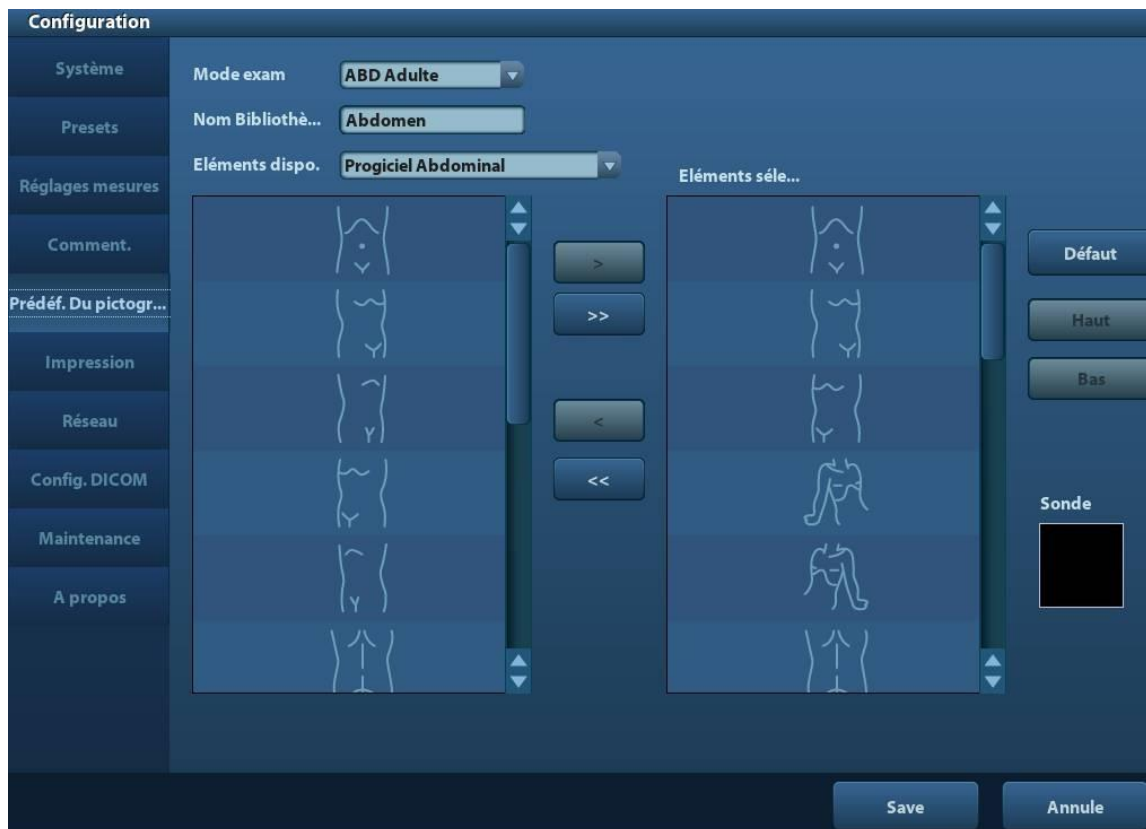 Configuration
Système
Presets
Réglages mesures
Comment.
Prédéf. Du pictogr...
Impression
Réseau
Config. DICOM
Maintenance
A propos
Mode exam ABD Adulte
Nom Bibliothè... Abdomen
Eléments dispo. Progiciel Abdominal
Eléments séle...
>
>>
<
<<
Défaut
Haut
Bas
Sonde
Save Annule